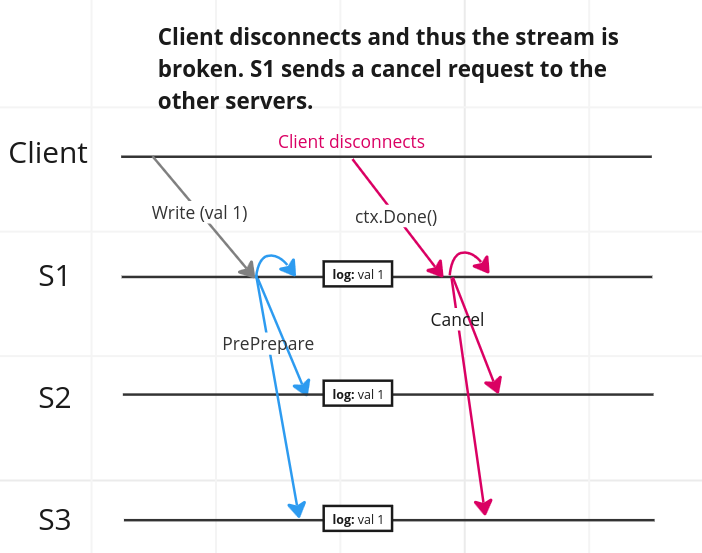 Client disconnects and thus the stream is
broken. S1 sends a cancel request to the
other servers.
Client disconnects
Client
Write (val 1)
ctx.Done()
S1
log: val 1
Cancel
PrePrepare
S2
log: val 1
S3
log: val 1